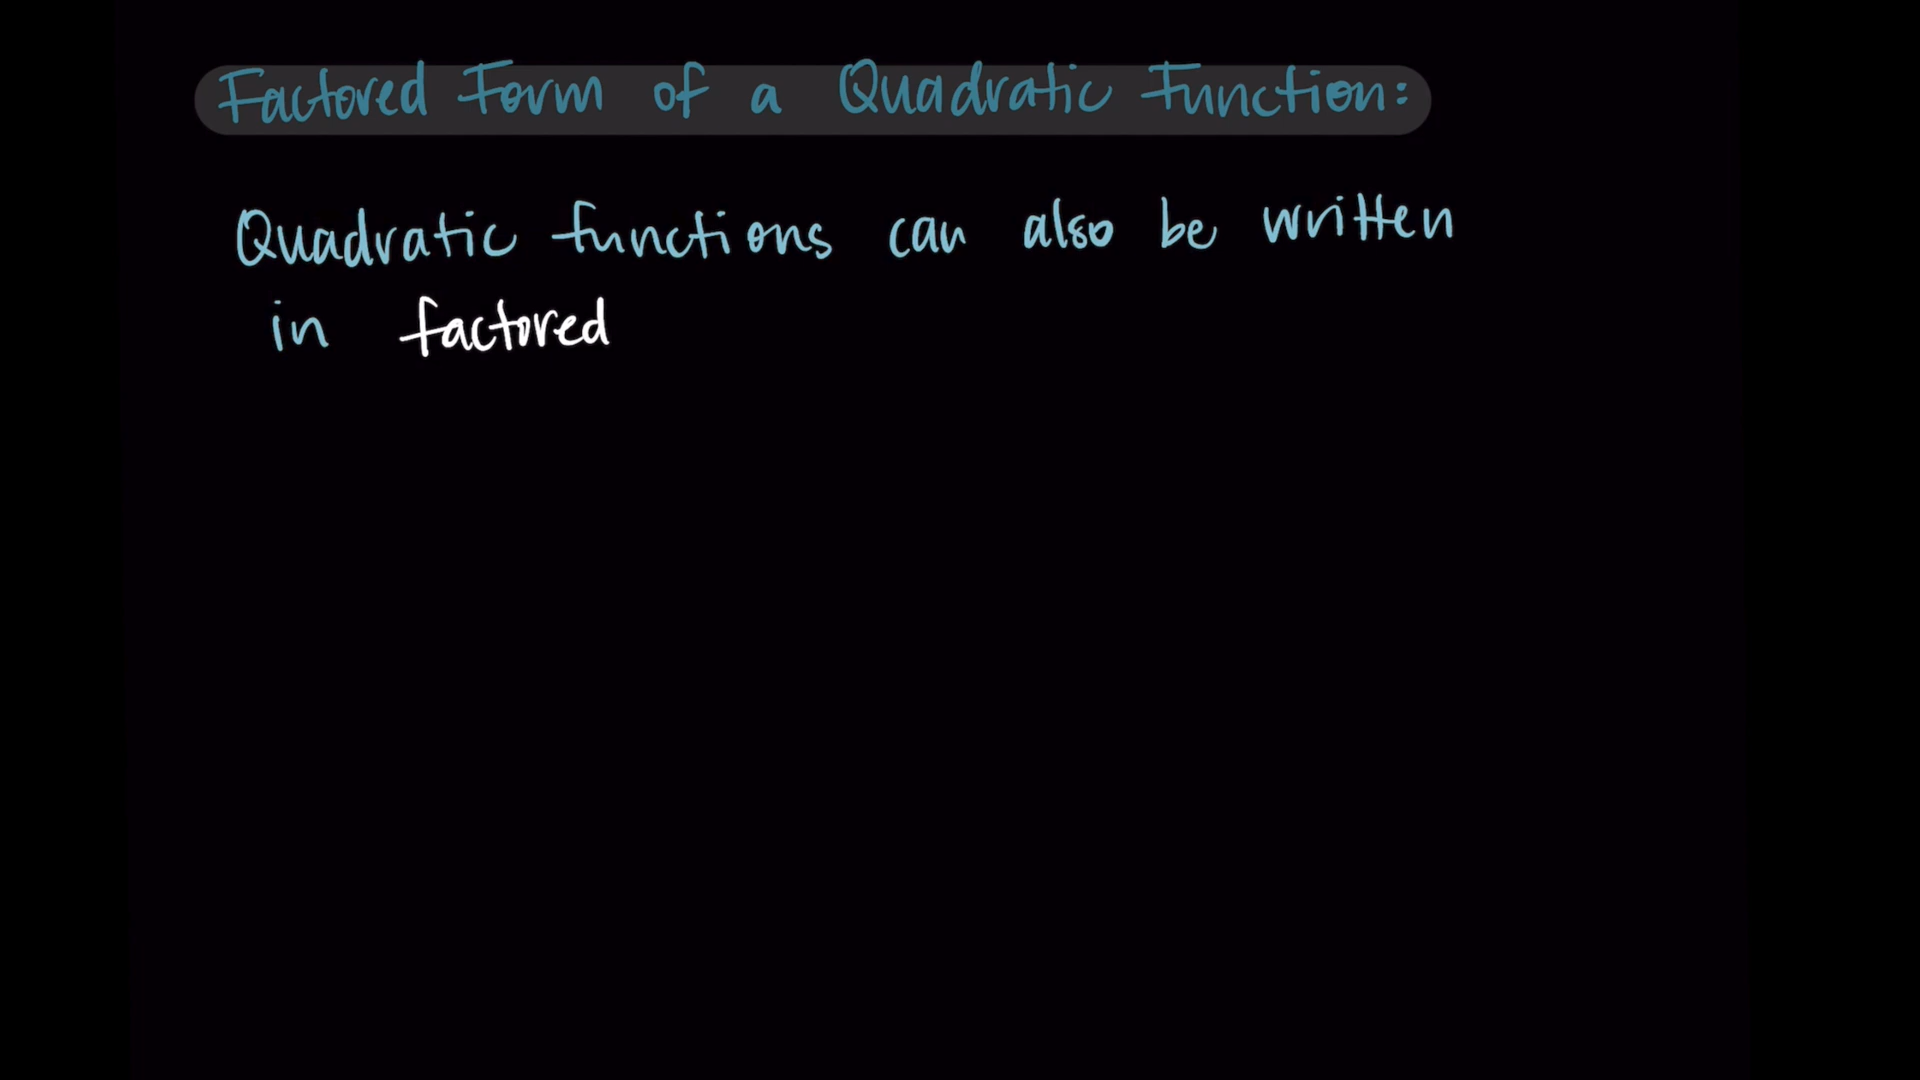 Factored Form of a Quadratic Function:
Quadratic functions can also be written
in factored